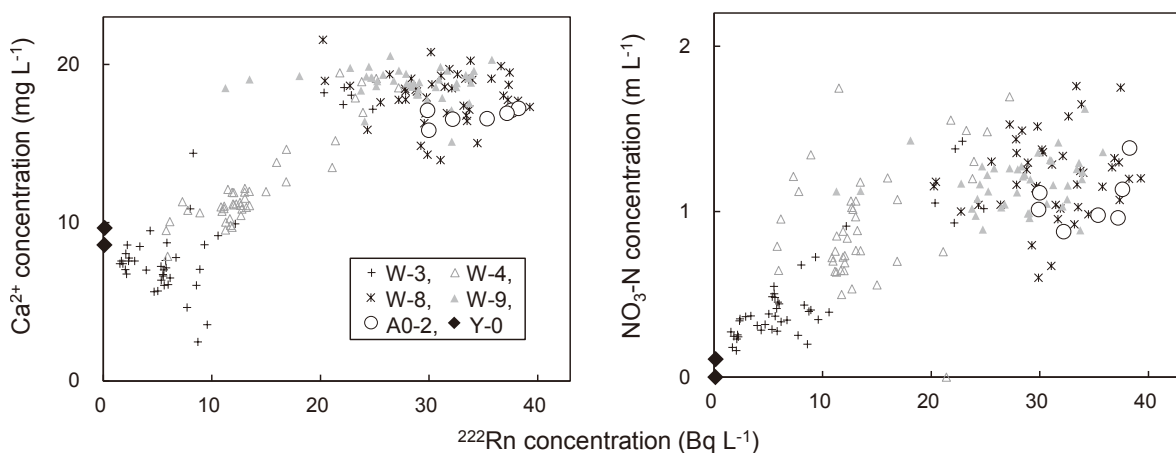 Ca²⁺ concentration (mg L⁻¹)
20
10
0
0 10 20 30 40
W-3, W-4,
W-8, W-9,
A0-2, Y-0
NO₃-N concentration (m L⁻¹)
2
1
0
0 10 20 30 40
²²²Rn concentration (Bq L⁻¹)